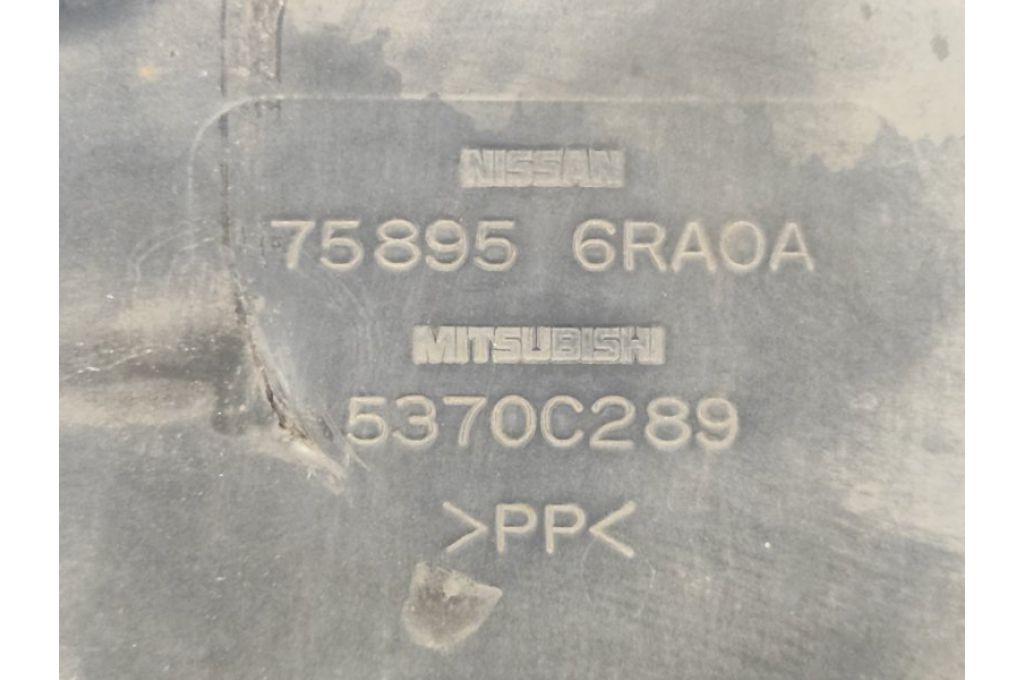 NISSAN
75895 6RA0A
MITSUBISHI
5370C289
>PP<